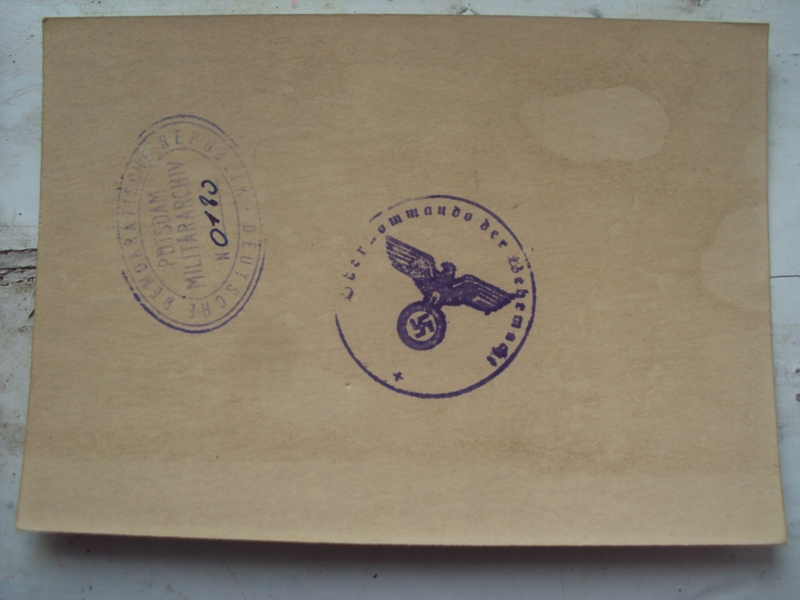 DEUTSCHE DEMOKRATISCHE REPUBLIK
POTSDAM
MILITÄRARCHIV
N 0180
Oberkommando der Wehrmacht